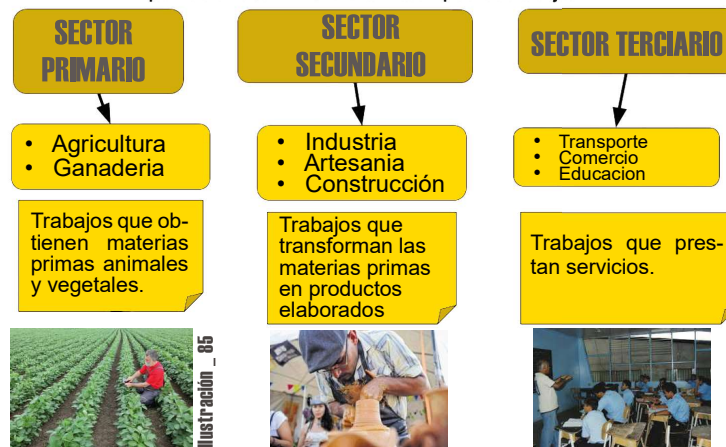 SECTOR
PRIMARIO
• Agricultura
• Ganaderia
Trabajos que ob-
tienen materias
primas animales
y vegetales.
Ilustración _ 85
SECTOR
SECUNDARIO
• Industria
• Artesania
• Construcción
Trabajos que
transforman las
materias primas
en productos
elaborados
SECTOR TERCIARIO
• Transporte
• Comercio
• Educacion
Trabajos que pres-
tan servicios.